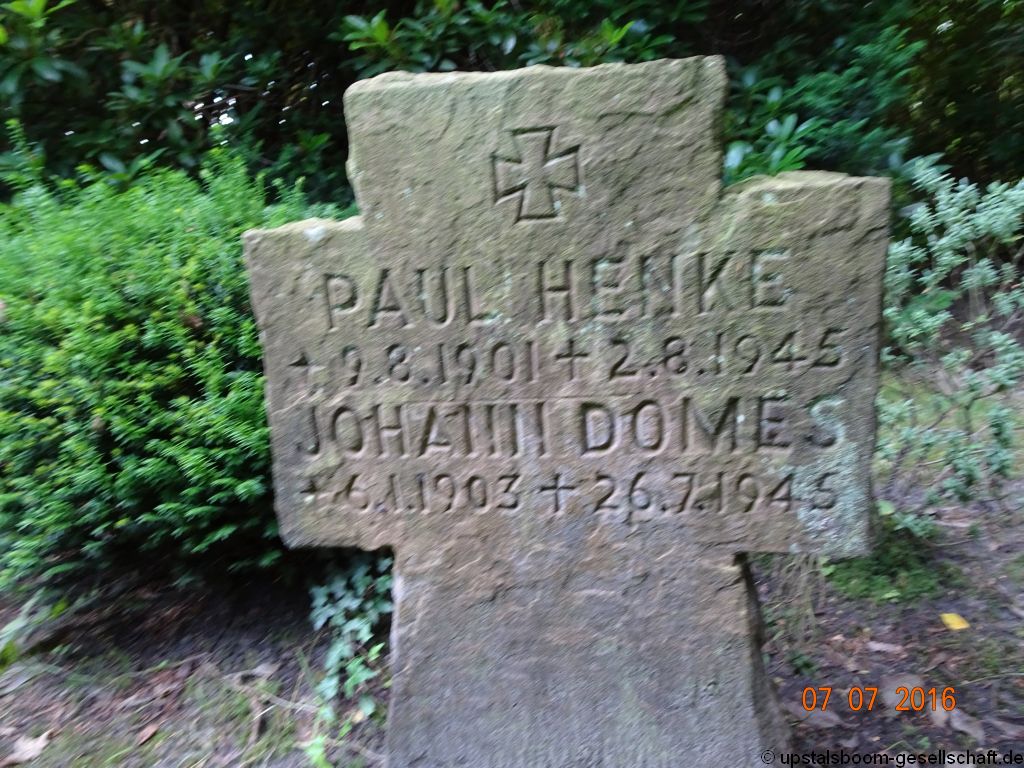 PAUL HENKE
* 9.8.1901 + 2.8.1945
JOHANN DOMES
* 6.1.1903 + 26.7.1945
07 07 2016
© upstalsboom-gesellschaft.de